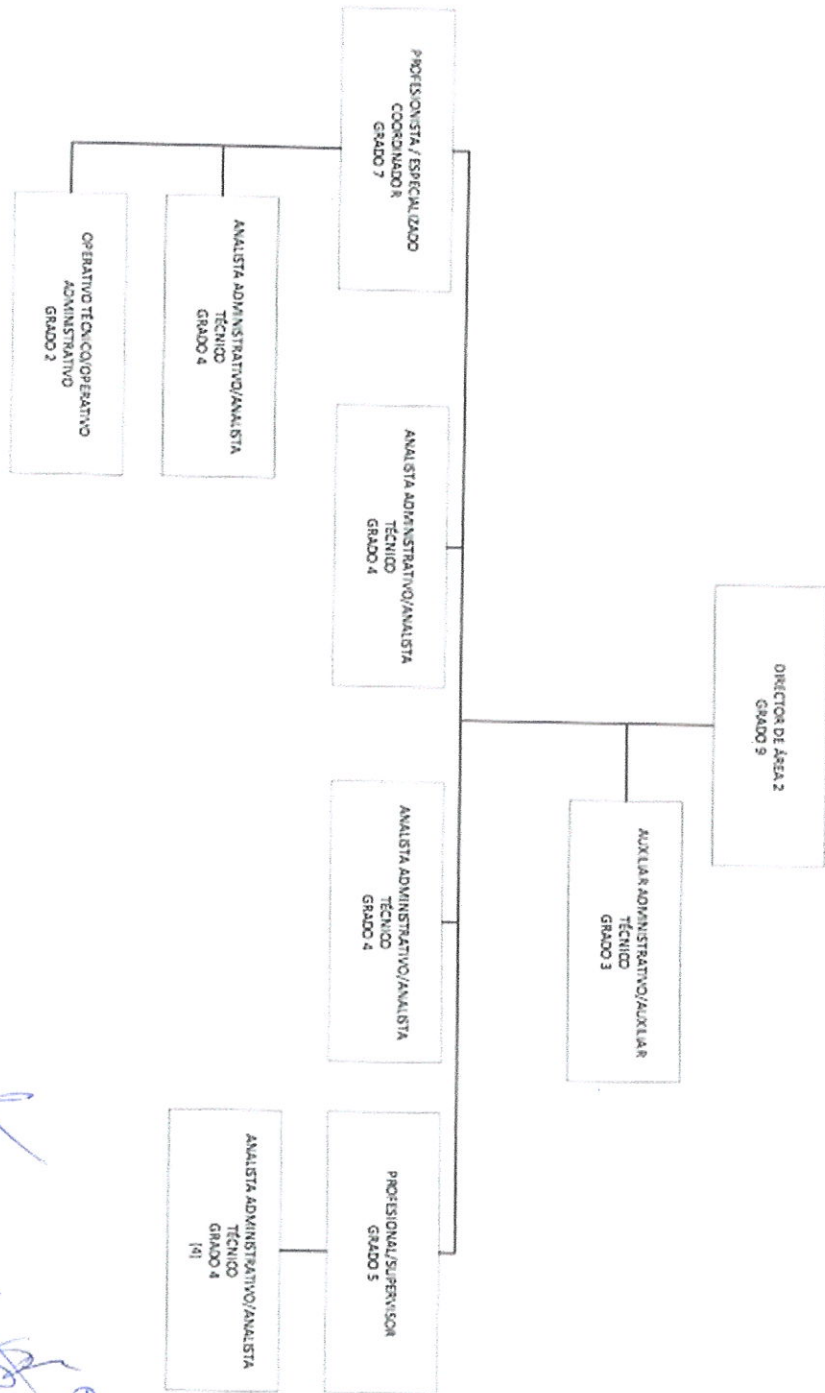 DIRECTOR DE ÁREA 2
GRADO 9
AUXILIAR ADMINISTRATIVO/AUXILIAR
TÉCNICO
GRADO 3
PROFESIONISTA / ESPECIALIZADO
COORDINADOR
GRADO 7
ANALISTA ADMINISTRATIVO/ANALISTA
TÉCNICO
GRADO 4
ANALISTA ADMINISTRATIVO/ANALISTA
TÉCNICO
GRADO 4
PROFESIONAL/SUPERVISOR
GRADO 5
ANALISTA ADMINISTRATIVO/ANALISTA
TÉCNICO
GRADO 4
ANALISTA ADMINISTRATIVO/ANALISTA
TÉCNICO
GRADO 4
(4)
OPERATIVO TÉCNICO/OPERATIVO
ADMINISTRATIVO
GRADO 2